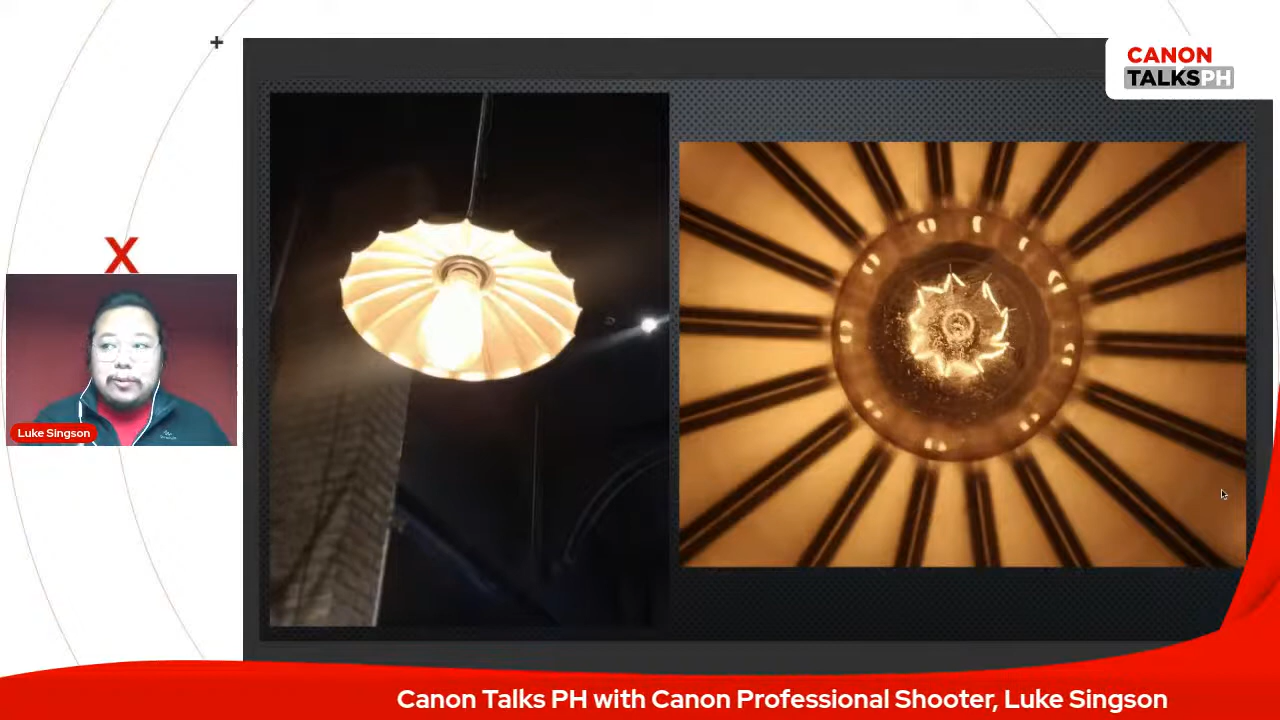 CANON
TALKSPH
Luke Singson
Canon Talks PH with Canon Professional Shooter, Luke Singson